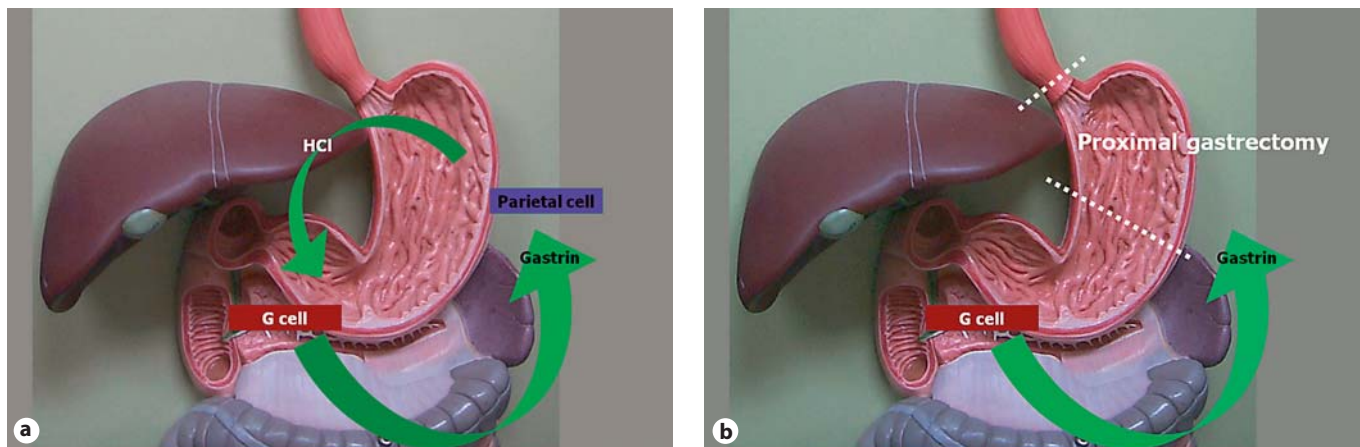 HCl
Parietal cell
Gastrin
G cell
a
Proximal gastrectomy
Gastrin
G cell
b